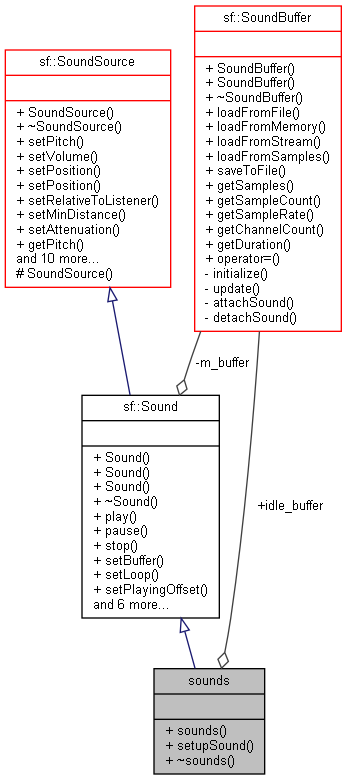 sf::SoundBuffer
+ SoundBuffer()
+ SoundBuffer()
+ ~SoundBuffer()
+ loadFromFile()
+ loadFromMemory()
+ loadFromStream()
+ loadFromSamples()
+ saveToFile()
+ getSamples()
+ getSampleCount()
+ getSampleRate()
+ getChannelCount()
+ getDuration()
+ operator=()
- initialize()
- update()
- attachSound()
- detachSound()
sf::SoundSource
+ SoundSource()
+ ~SoundSource()
+ setPitch()
+ setVolume()
+ setPosition()
+ setPosition()
+ setRelativeToListener()
+ setMinDistance()
+ setAttenuation()
+ getPitch()
and 10 more...
# SoundSource()
-m_buffer
sf::Sound
+ Sound()
+ Sound()
+ Sound()
+ ~Sound()
+ play()
+ pause()
+ stop()
+ setBuffer()
+ setLoop()
+ setPlayingOffset()
and 6 more...
+idle_buffer
sounds
+ sounds()
+ setupSound()
+ ~sounds()